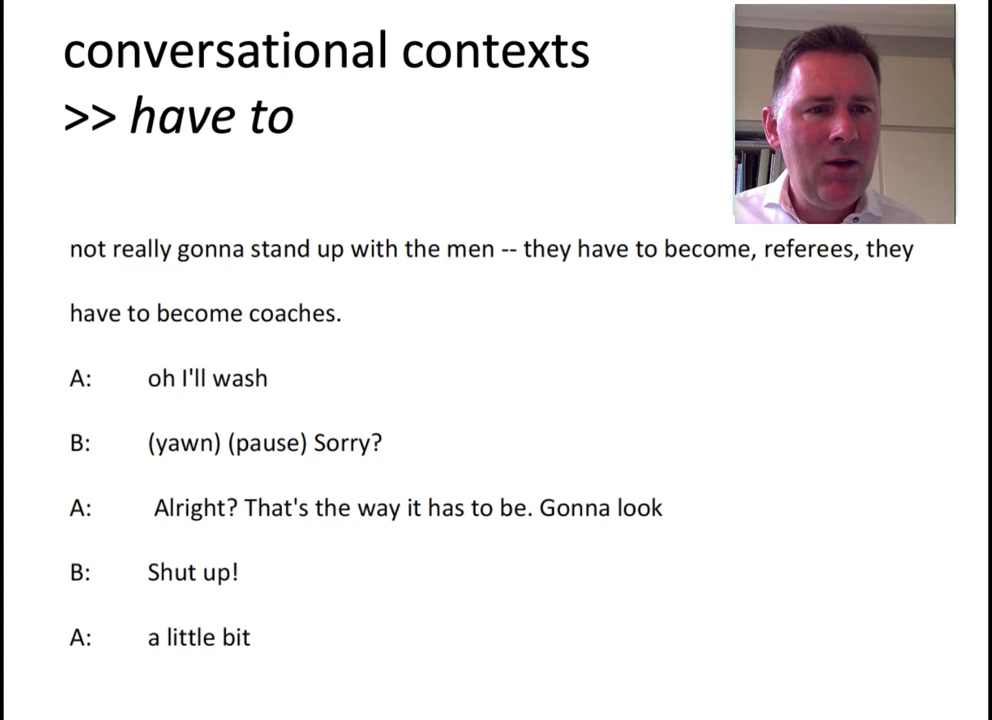 conversational contexts
>> have to
not really gonna stand up with the men -- they have to become, referees, they
have to become coaches.
A: oh I'll wash
B: (yawn) (pause) Sorry?
A: Alright? That's the way it has to be. Gonna look
B: Shut up!
A: a little bit